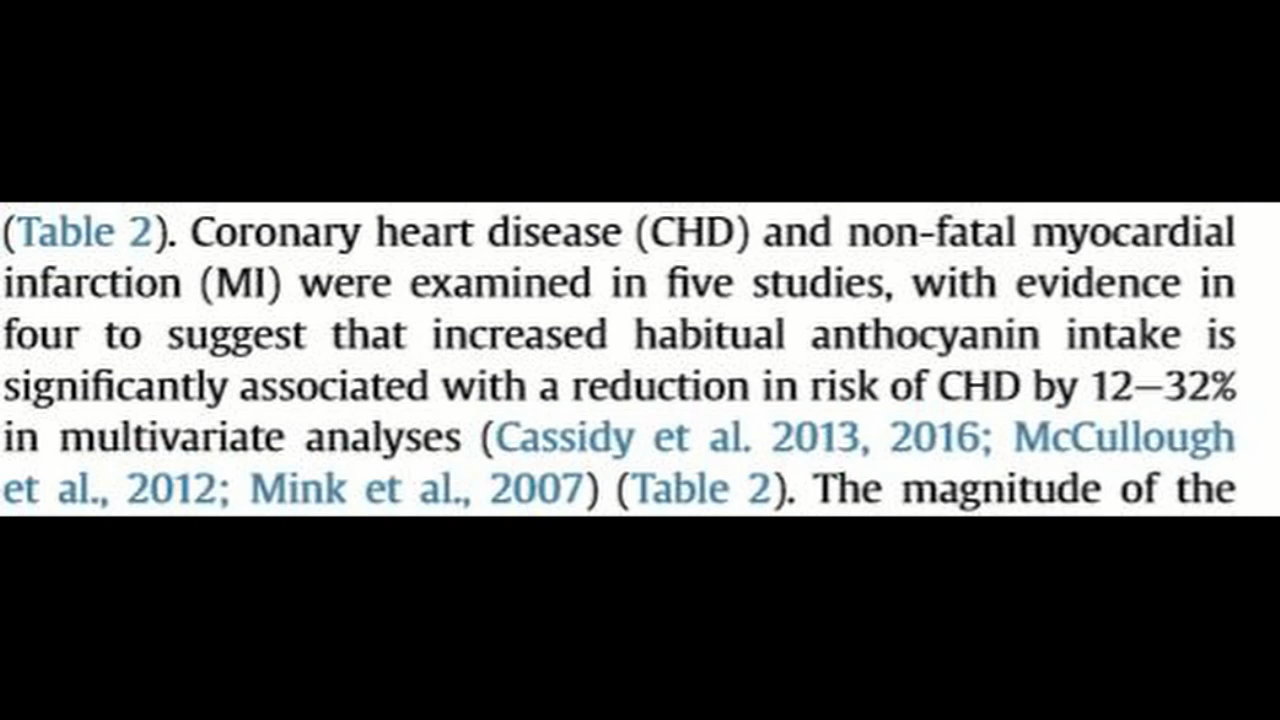 (Table 2). Coronary heart disease (CHD) and non-fatal myocardial
infarction (MI) were examined in five studies, with evidence in
four to suggest that increased habitual anthocyanin intake is
significantly associated with a reduction in risk of CHD by 12–32%
in multivariate analyses (Cassidy et al. 2013, 2016; McCullough
et al., 2012; Mink et al., 2007) (Table 2). The magnitude of the